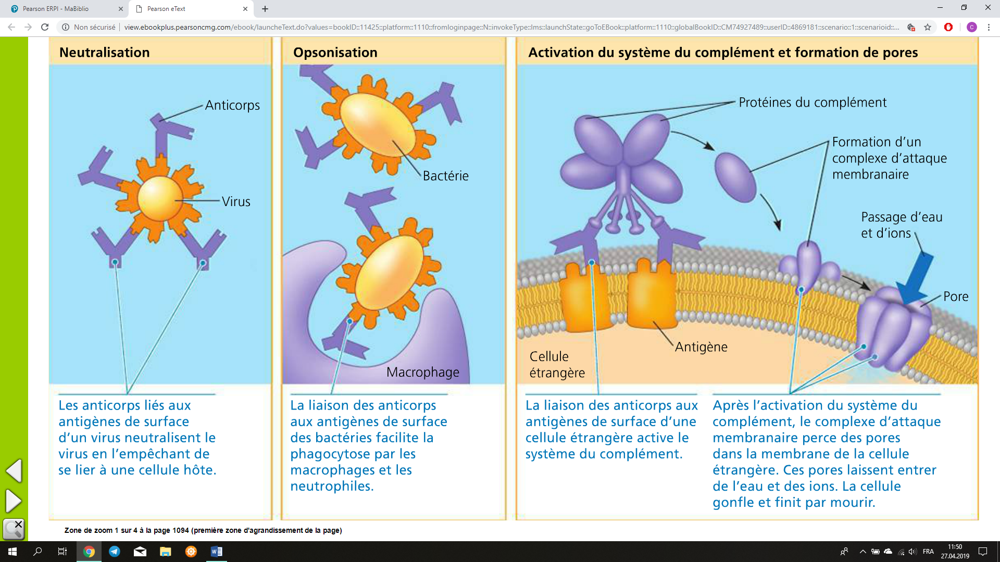 Pearson ERPI - MaBiblio
Pearson eText
Non sécurisé
view.ebookplus.pearsoncmg.com/ebook/launcheText.do?values=bookID::11425::platform::1110::fromloginpage::N::invokeType::lms::launchState::goToEBook::platform::1110::globalBookID::CM74927489::userID::4869181::scenario::1::scenarioid::...
C
Neutralisation
Anticorps
Virus
Les anticorps liés aux
antigènes de surface
d’un virus neutralisent le
virus en l’empêchant de
se lier à une cellule hôte.
Opsonisation
Bactérie
Macrophage
La liaison des anticorps
aux antigènes de surface
des bactéries facilite la
phagocytose par les
macrophages et les
neutrophiles.
Activation du système du complément et formation de pores
Protéines du complément
Formation d’un
complexe d’attaque
membranaire
Passage d’eau
et d’ions
Pore
Antigène
Cellule
étrangère
La liaison des anticorps aux
antigènes de surface d’une
cellule étrangère active le
système du complément.
Après l’activation du système du
complément, le complexe d’attaque
membranaire perce des pores
dans la membrane de la cellule
étrangère. Ces pores laissent entrer
de l’eau et des ions. La cellule
gonfle et finit par mourir.
Zone de zoom 1 sur 4 à la page 1094 (première zone d'agrandissement de la page)
FRA
11:50
27.04.2019